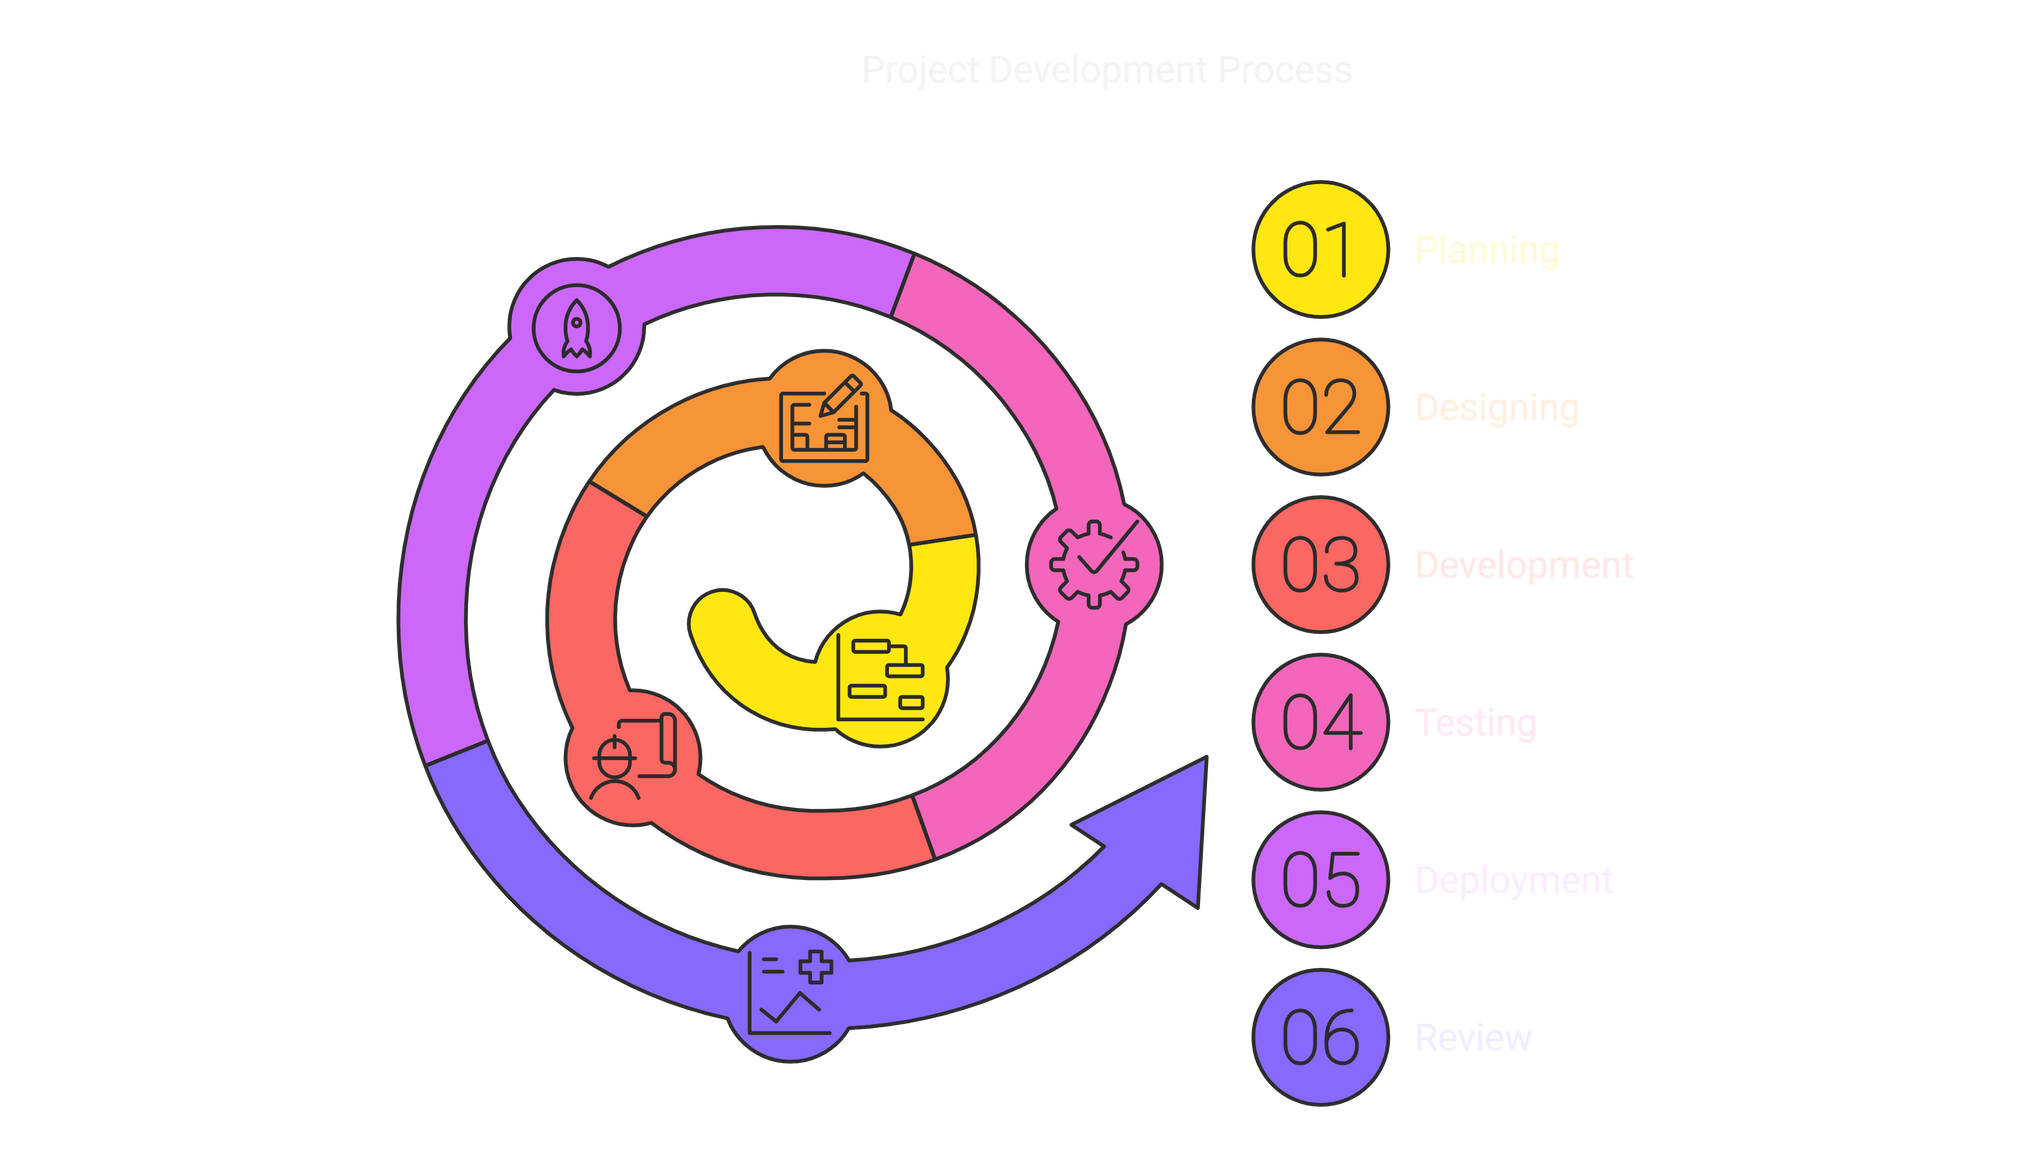 Project Development Process
01
Planning
02
Designing
03
Development
04
Testing
05
Deployment
06
Review